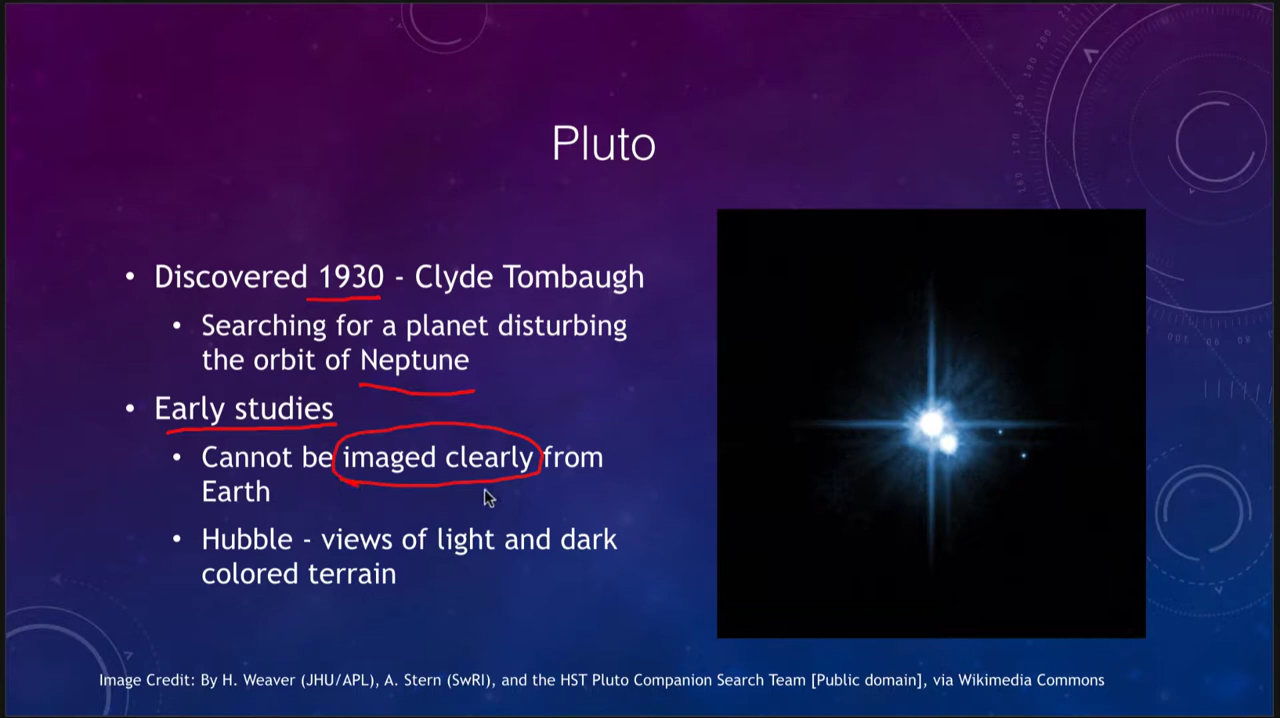 Pluto
• Discovered 1930 - Clyde Tombaugh
• Searching for a planet disturbing
the orbit of Neptune
• Early studies
• Cannot be imaged clearly from
Earth
• Hubble - views of light and dark
colored terrain
Image Credit: By H. Weaver (JHU/APL), A. Stern (SwRI), and the HST Pluto Companion Search Team [Public domain], via Wikimedia Commons